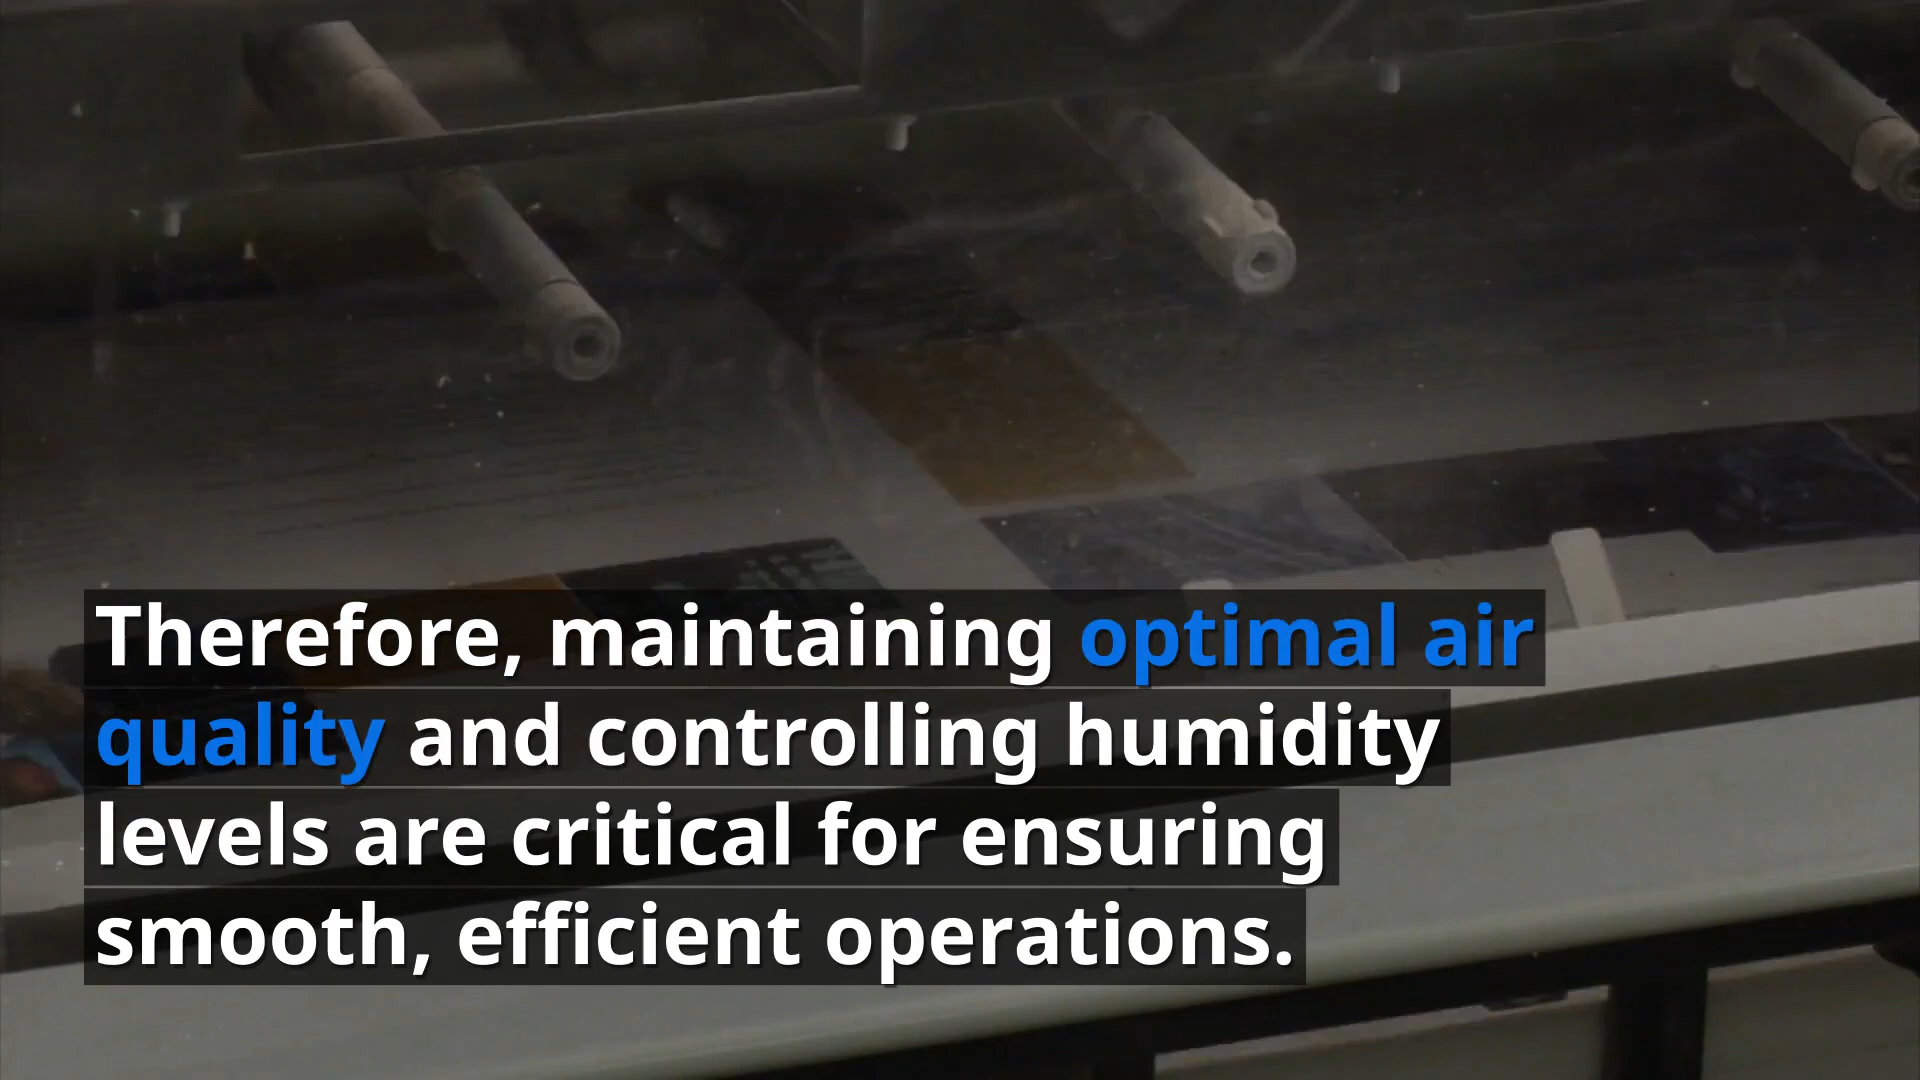 Therefore, maintaining optimal air
quality and controlling humidity
levels are critical for ensuring
smooth, efficient operations.